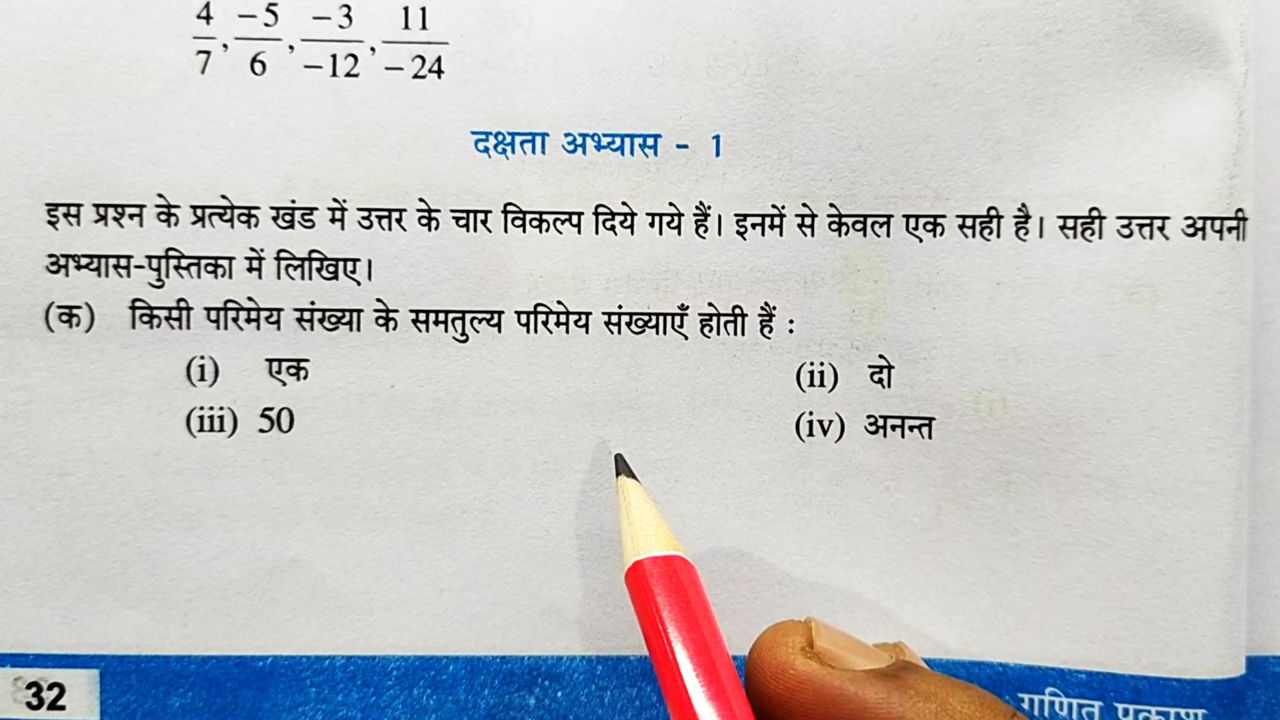 4/7, -5/6, -3/-12, 11/-24
दक्षता अभ्यास - 1
इस प्रश्न के प्रत्येक खंड में उत्तर के चार विकल्प दिये गये हैं। इनमें से केवल एक सही है। सही उत्तर अपनी
अभ्यास-पुस्तिका में लिखिए।
(क) किसी परिमेय संख्या के समतुल्य परिमेय संख्याएँ होती हैं :
(i) एक (ii) दो
(iii) 50 (iv) अनन्त
32 गणित प्रकाश